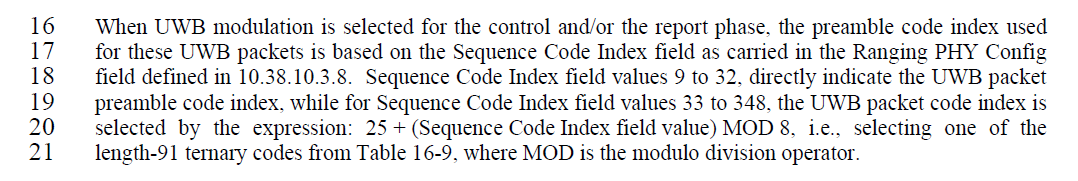 16 When UWB modulation is selected for the control and/or the report phase, the preamble code index used
17 for these UWB packets is based on the Sequence Code Index field as carried in the Ranging PHY Config
18 field defined in 10.38.10.3.8. Sequence Code Index field values 9 to 32, directly indicate the UWB packet
19 preamble code index, while for Sequence Code Index field values 33 to 348, the UWB packet code index is
20 selected by the expression: 25 + (Sequence Code Index field value) MOD 8, i.e., selecting one of the
21 length-91 ternary codes from Table 16-9, where MOD is the modulo division operator.